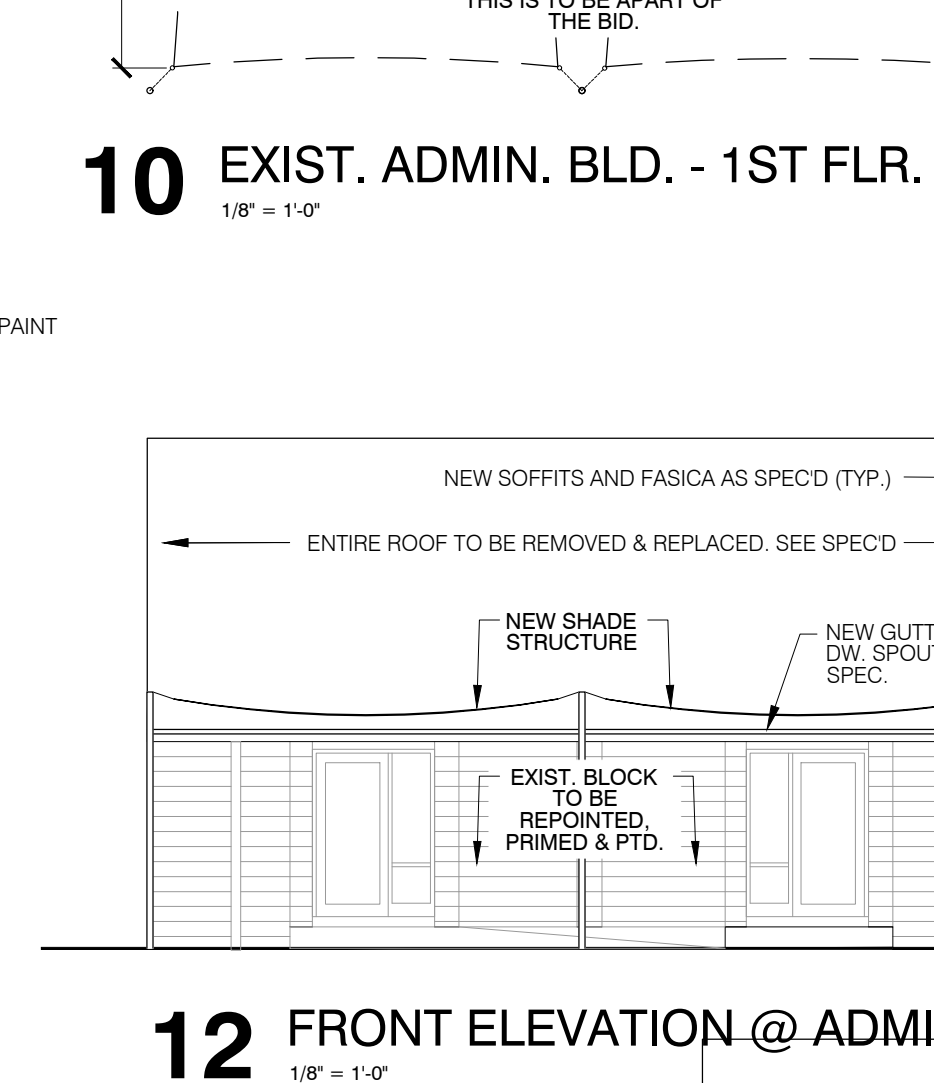 THIS IS TO BE APART OF
THE BID.
10 EXIST. ADMIN. BLD. - 1ST FLR.
1/8" = 1'-0"
PAINT
NEW SOFFITS AND FASICA AS SPEC'D (TYP.)
ENTIRE ROOF TO BE REMOVED & REPLACED. SEE SPEC'D
NEW SHADE
STRUCTURE
NEW GUTT
DW. SPOUT
SPEC.
EXIST. BLOCK
TO BE
REPOINTED,
PRIMED & PTD.
12 FRONT ELEVATION @ ADMI
1/8" = 1'-0"